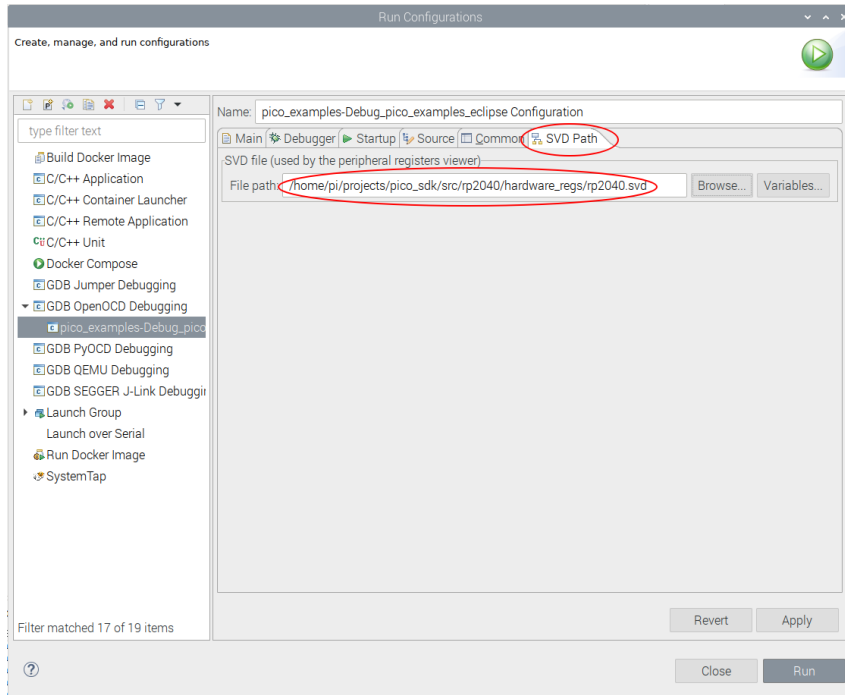 Run Configurations
Create, manage, and run configurations
type filter text
Build Docker Image
C/C++ Application
C/C++ Container Launcher
C/C++ Remote Application
C/C++ Unit
Docker Compose
GDB Jumper Debugging
GDB OpenOCD Debugging
pico_examples-Debug_pico
GDB PyOCD Debugging
GDB QEMU Debugging
GDB SEGGER J-Link Debuggin
Launch Group
Launch over Serial
Run Docker Image
SystemTap
Filter matched 17 of 19 items
Name: pico_examples-Debug_pico_examples_eclipse Configuration
Main Debugger Startup Source Common SVD Path
SVD file (used by the peripheral registers viewer)
File path: /home/pi/projects/pico_sdk/src/rp2040/hardware_regs/rp2040.svd Browse... Variables...
Revert Apply
Close Run